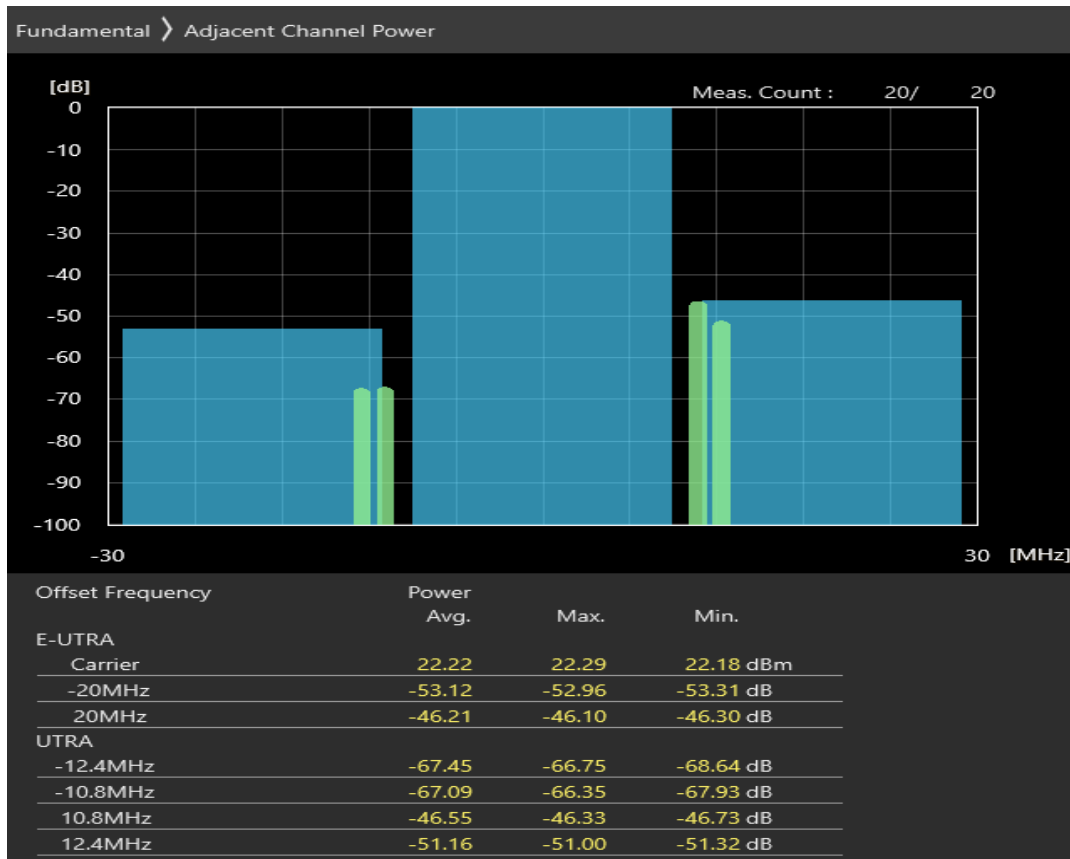 Fundamental ❯ Adjacent Channel Power
[dB]
Meas. Count : 20/ 20
0
-10
-20
-30
-40
-50
-60
-70
-80
-90
-100
-30 30 [MHz]
Offset Frequency Power
Avg. Max. Min.
E-UTRA
Carrier 22.22 22.29 22.18 dBm
-20MHz -53.12 -52.96 -53.31 dB
20MHz -46.21 -46.10 -46.30 dB
UTRA
-12.4MHz -67.45 -66.75 -68.64 dB
-10.8MHz -67.09 -66.35 -67.93 dB
10.8MHz -46.55 -46.33 -46.73 dB
12.4MHz -51.16 -51.00 -51.32 dB